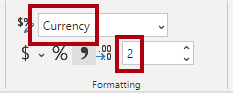 $% Currency
$ % , .00 .0 2
Formatting